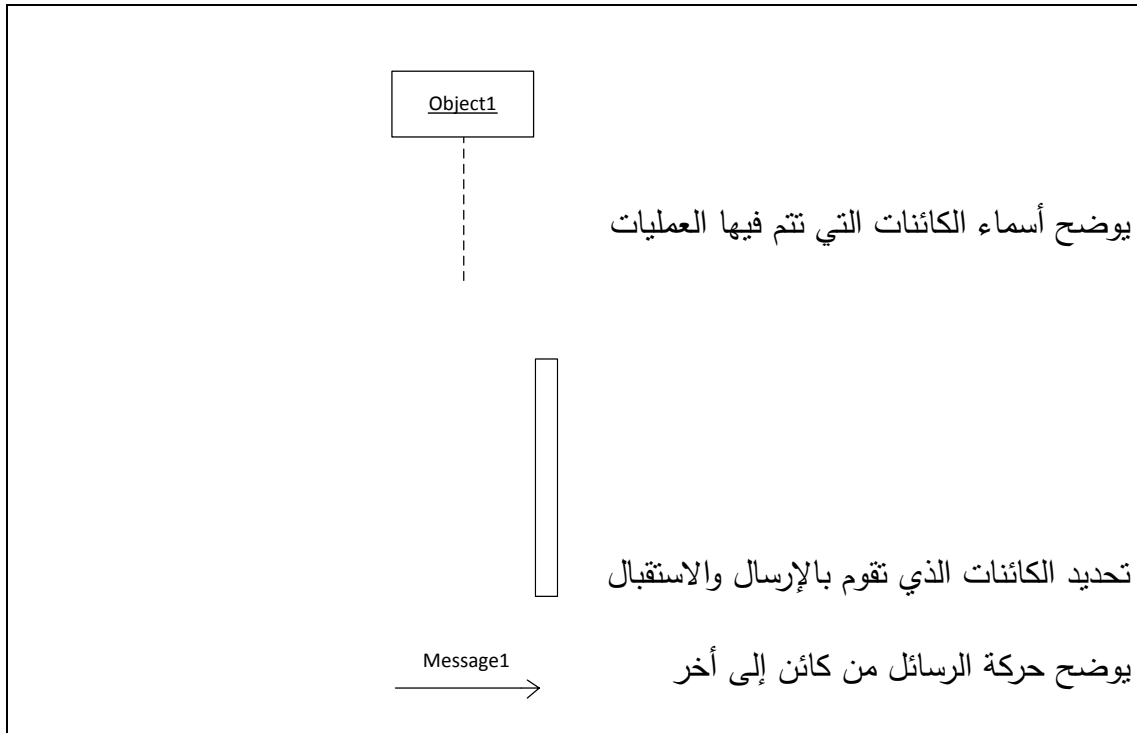 Object1
يوضح أسماء الكائنات التي تتم فيها العمليات
تحديد الكائنات الذي تقوم بالإرسال والاستقبال
Message1
يوضح حركة الرسائل من كائن إلى أخر